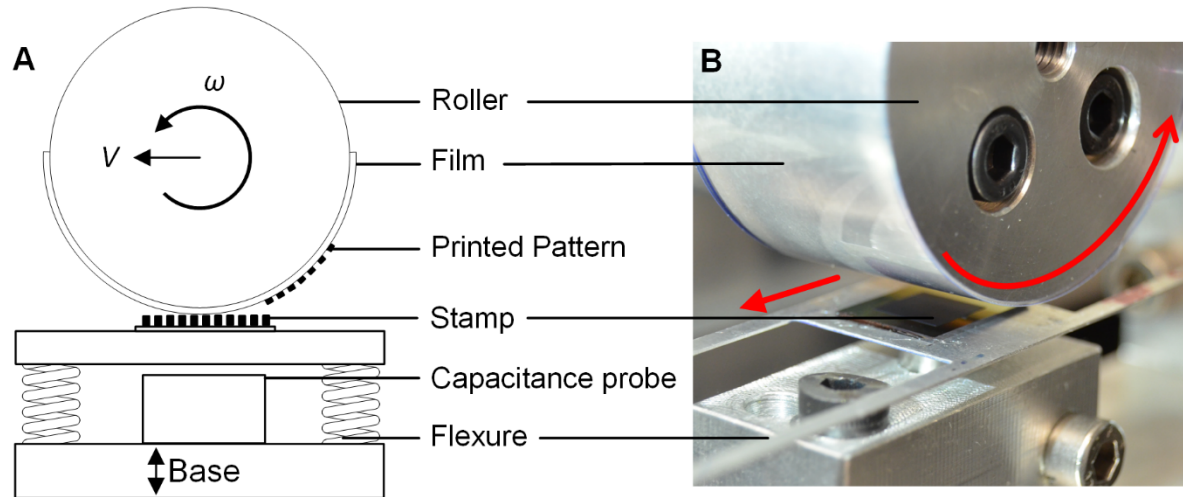 A
B
ω
V
Roller
Film
Printed Pattern
Stamp
Capacitance probe
Flexure
Base